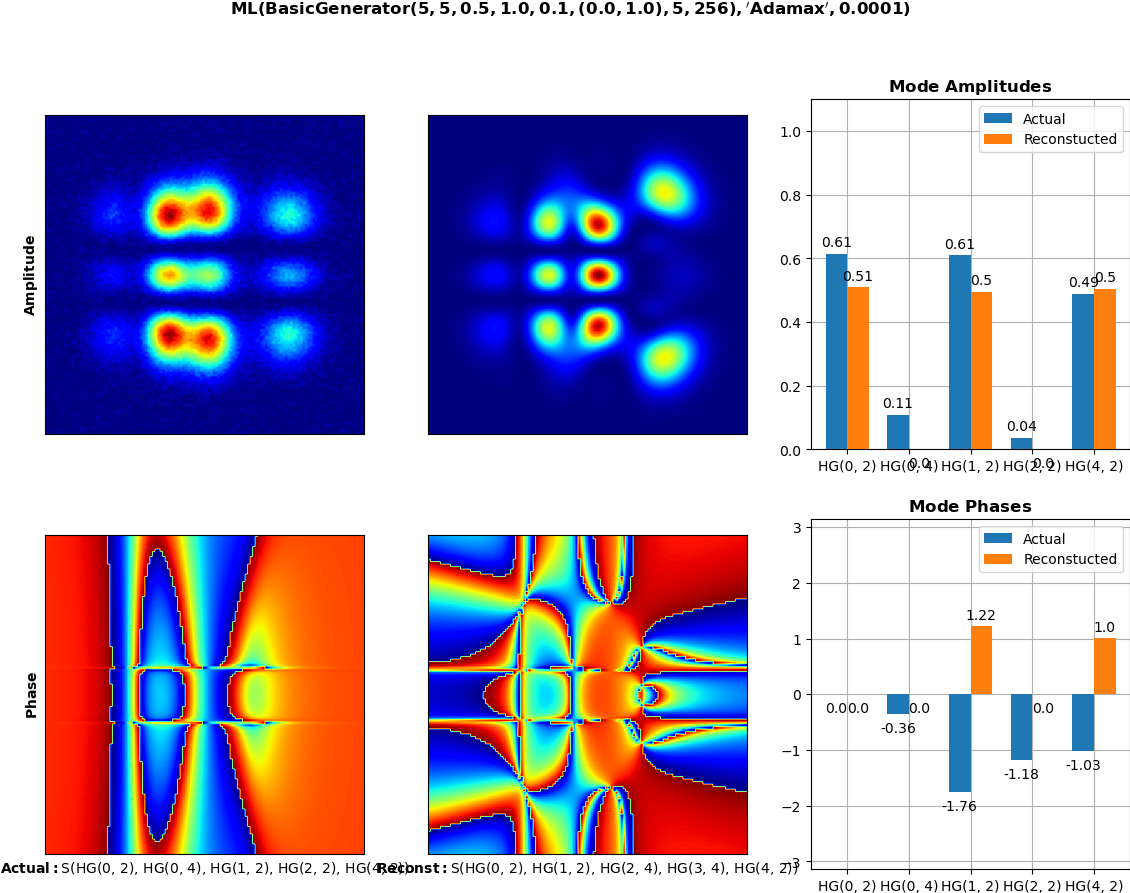 ML(BasicGenerator(5, 5, 0.5, 1.0, 0.1, (0.0, 1.0), 5, 256), 'Adamax', 0.0001)
Amplitude
Mode Amplitudes
Actual
Reconstucted
1.0
0.8
0.6
0.4
0.2
0.0
0.61
0.51
0.11
0.0
0.61
0.5
0.04
0.0
0.49
0.5
HG(0, 2)
HG(0, 4)
HG(1, 2)
HG(2, 2)
HG(4, 2)
Phase
Mode Phases
Actual
Reconstucted
3
2
1
0
−1
−2
−3
0.0
0.0
-0.36
0.0
-1.76
1.22
-1.18
0.0
-1.03
1.0
HG(0, 2)
HG(0, 4)
HG(1, 2)
HG(2, 2)
HG(4, 2)
Actual: S(HG(0, 2), HG(0, 4), HG(1, 2), HG(2, 2), HG(4, 2))
Reconst: S(HG(0, 2), HG(1, 2), HG(2, 4), HG(3, 4), HG(4, 2))